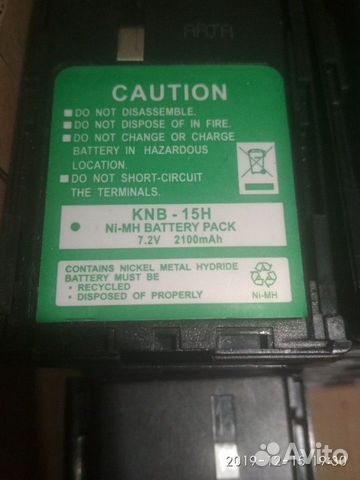 CAUTION
■ DO NOT DISASSEMBLE.
■ DO NOT DISPOSE OF IN FIRE.
■ DO NOT CHANGE OR CHARGE
BATTERY IN HAZARDOUS
LOCATION.
■ DO NOT SHORT-CIRCUIT
THE TERMINALS.
KNB - 15H
Ni-MH BATTERY PACK
7.2V 2100mAh
CONTAINS NICKEL METAL HYDRIDE
BATTERY MUST BE
• RECYCLED
• DISPOSED OF PROPERLY
Ni-MH
2019-12-15 19:30
Avito